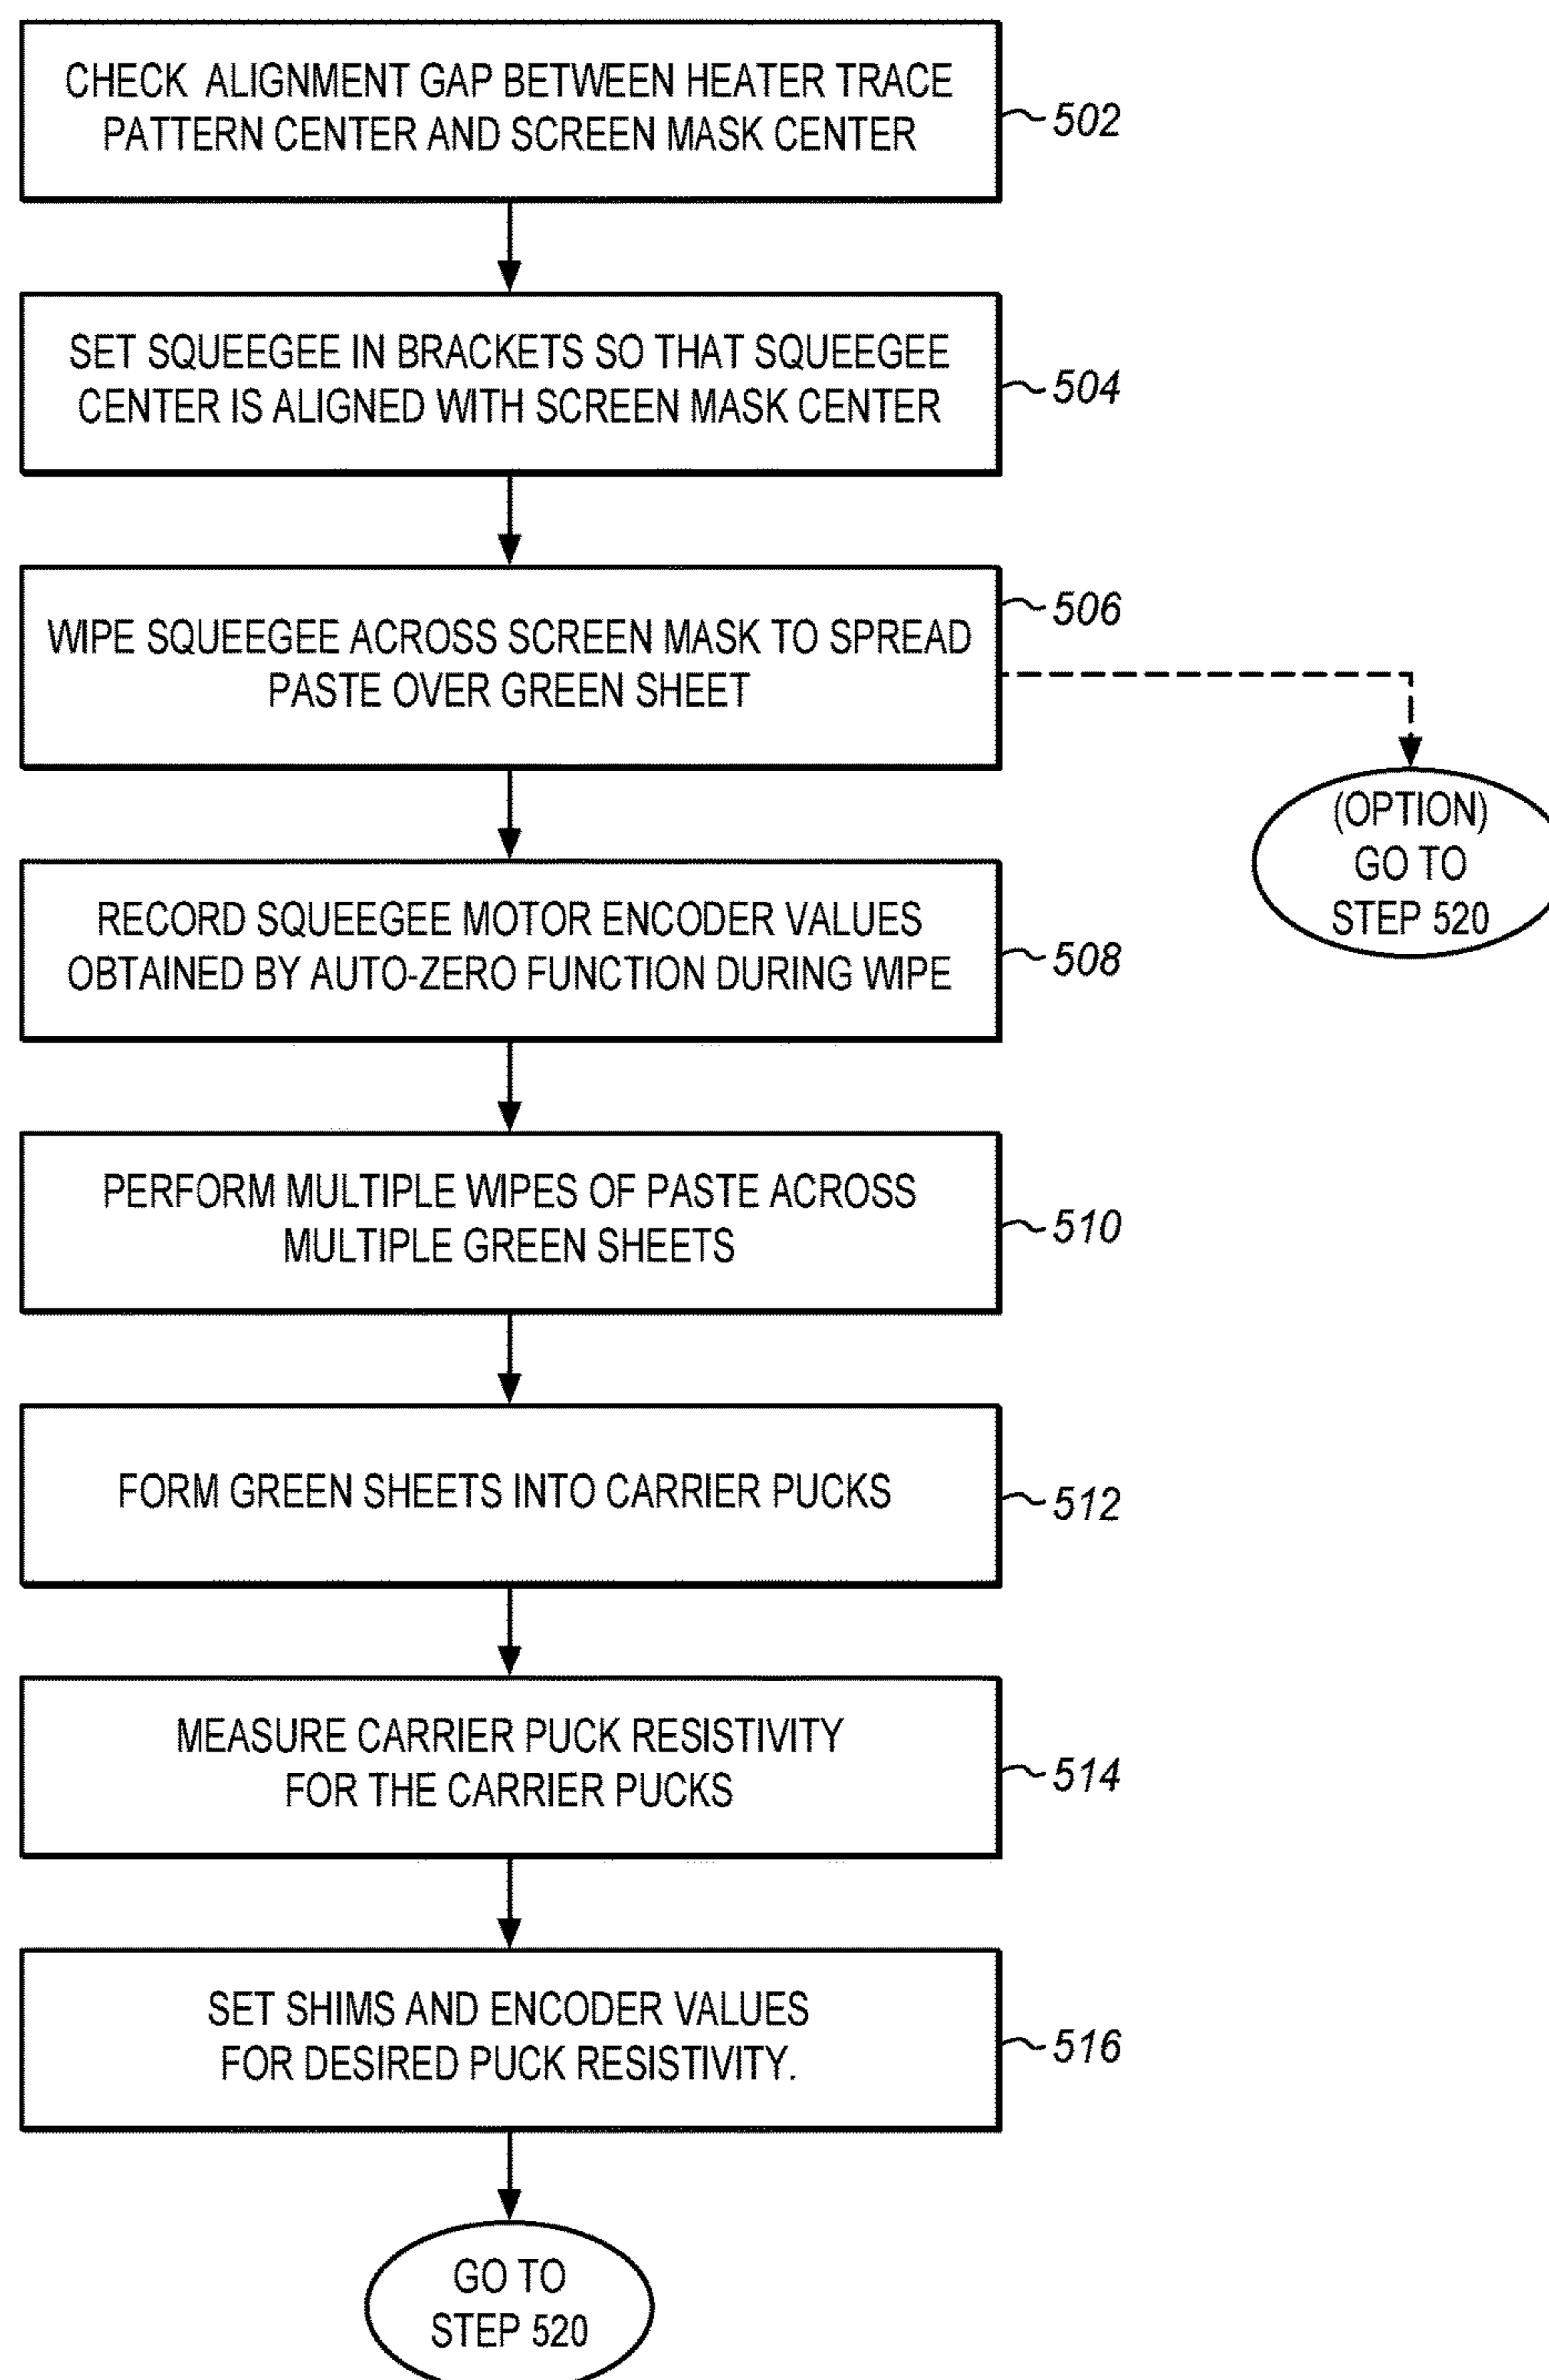 CHECK ALIGNMENT GAP BETWEEN HEATER TRACE
PATTERN CENTER AND SCREEN MASK CENTER
502
SET SQUEEGEE IN BRACKETS SO THAT SQUEEGEE
CENTER IS ALIGNED WITH SCREEN MASK CENTER
504
WIPE SQUEEGEE ACROSS SCREEN MASK TO SPREAD
PASTE OVER GREEN SHEET
506
(OPTION)
GO TO
STEP 520
RECORD SQUEEGEE MOTOR ENCODER VALUES
OBTAINED BY AUTO-ZERO FUNCTION DURING WIPE
508
PERFORM MULTIPLE WIPES OF PASTE ACROSS
MULTIPLE GREEN SHEETS
510
FORM GREEN SHEETS INTO CARRIER PUCKS
512
MEASURE CARRIER PUCK RESISTIVITY
FOR THE CARRIER PUCKS
514
SET SHIMS AND ENCODER VALUES
FOR DESIRED PUCK RESISTIVITY.
516
GO TO
STEP 520